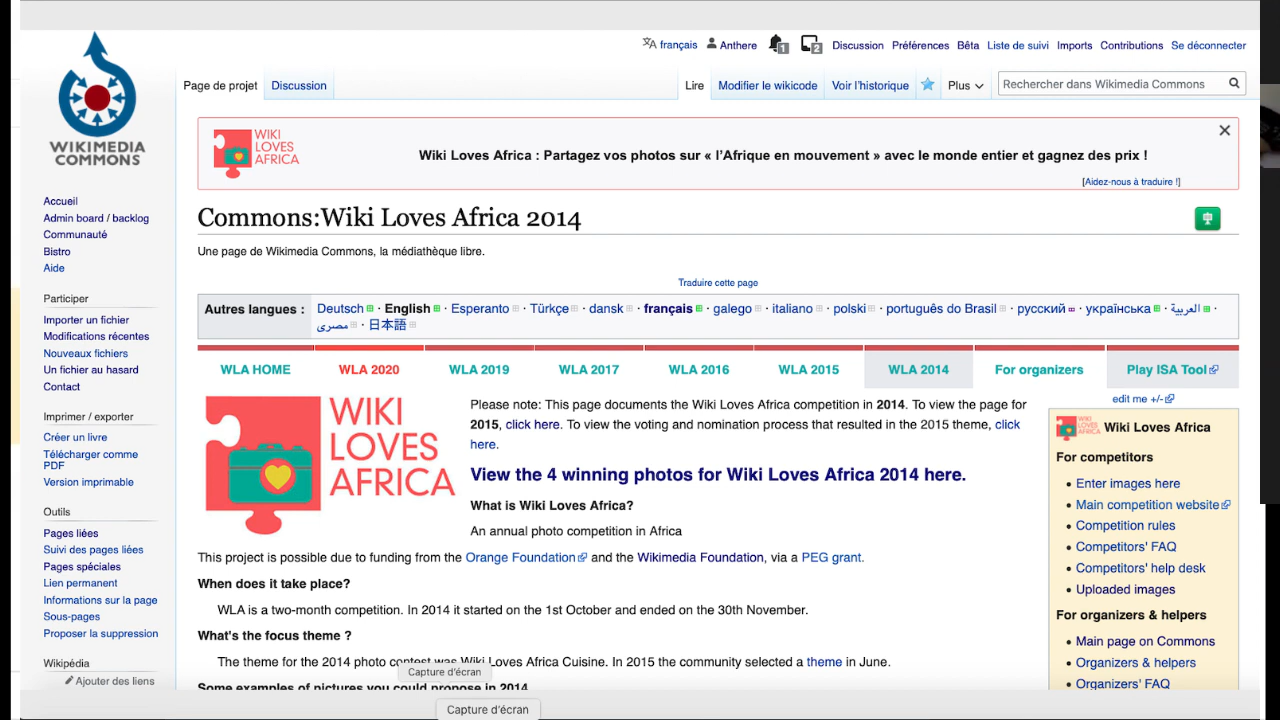 français Anthere 1 2 Discussion Préférences Bêta Liste de suivi Imports Contributions Se déconnecter
Page de projet Discussion Lire Modifier le wikicode Voir l'historique Plus Rechercher dans Wikimedia Commons
WIKIMEDIA
COMMONS
WIKI
LOVES
AFRICA
Wiki Loves Africa : Partagez vos photos sur « l'Afrique en mouvement » avec le monde entier et gagnez des prix !
[Aidez-nous à traduire !]
Accueil
Admin board / backlog
Communauté
Bistro
Aide
Participer
Importer un fichier
Modifications récentes
Nouveaux fichiers
Un fichier au hasard
Contact
Imprimer / exporter
Créer un livre
Télécharger comme
PDF
Version imprimable
Outils
Pages liées
Suivi des pages liées
Pages spéciales
Lien permanent
Informations sur la page
Sous-pages
Proposer la suppression
Wikipédia
Ajouter des liens
Commons:Wiki Loves Africa 2014
Une page de Wikimedia Commons, la médiathèque libre.
Traduire cette page
Autres langues : Deutsch · English · Esperanto · Türkçe · dansk · français · galego · italiano · polski · português do Brasil · русский · українська · العربية ·
مصرى · 日本語
WLA HOME WLA 2020 WLA 2019 WLA 2017 WLA 2016 WLA 2015 WLA 2014 For organizers Play ISA Tool
WIKI
LOVES
AFRICA
Please note: This page documents the Wiki Loves Africa competition in 2014. To view the page for
2015, click here. To view the voting and nomination process that resulted in the 2015 theme, click
here.
View the 4 winning photos for Wiki Loves Africa 2014 here.
What is Wiki Loves Africa?
An annual photo competition in Africa
This project is possible due to funding from the Orange Foundation and the Wikimedia Foundation, via a PEG grant.
When does it take place?
WLA is a two-month competition. In 2014 it started on the 1st October and ended on the 30th November.
What's the focus theme ?
The theme for the 2014 photo contest was Wiki Loves Africa Cuisine. In 2015 the community selected a theme in June.
Some examples of pictures you could propose in 2014
edit me +/-
WIKI
LOVES
AFRICA
Wiki Loves Africa
For competitors
• Enter images here
• Main competition website
• Competition rules
• Competitors' FAQ
• Competitors' help desk
• Uploaded images
For organizers & helpers
• Main page on Commons
• Organizers & helpers
• Organizers' FAQ
Capture d'écran
Capture d'écran